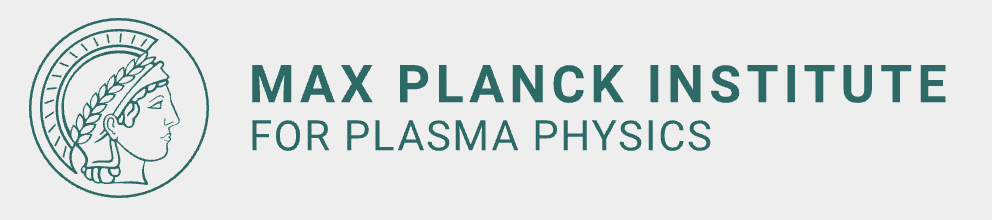 MAX PLANCK INSTITUTE
FOR PLASMA PHYSICS